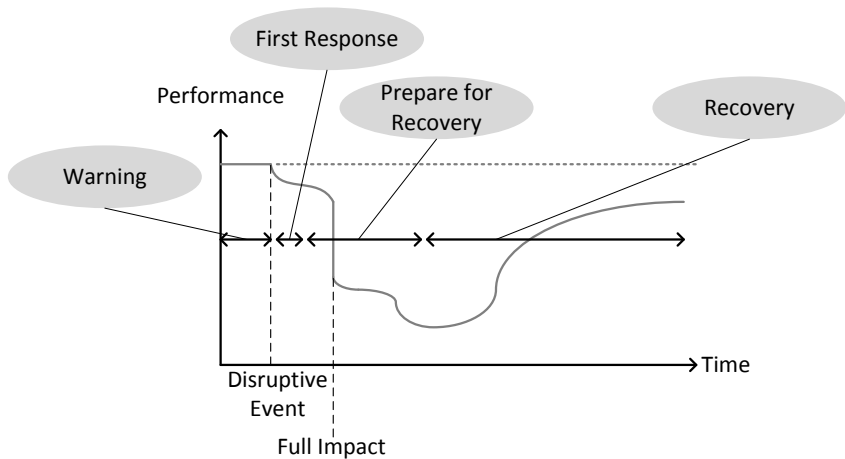 First Response
Performance
Prepare for
Recovery
Recovery
Warning
Time
Disruptive
Event
Full Impact